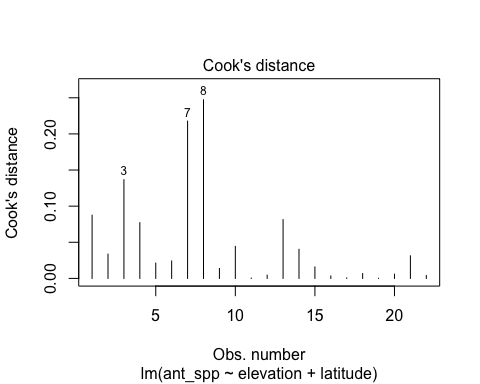 Cook's distance
Cook's distance
0.00 0.10 0.20
3
7
8
5 10 15 20
Obs. number
lm(ant_spp ~ elevation + latitude)